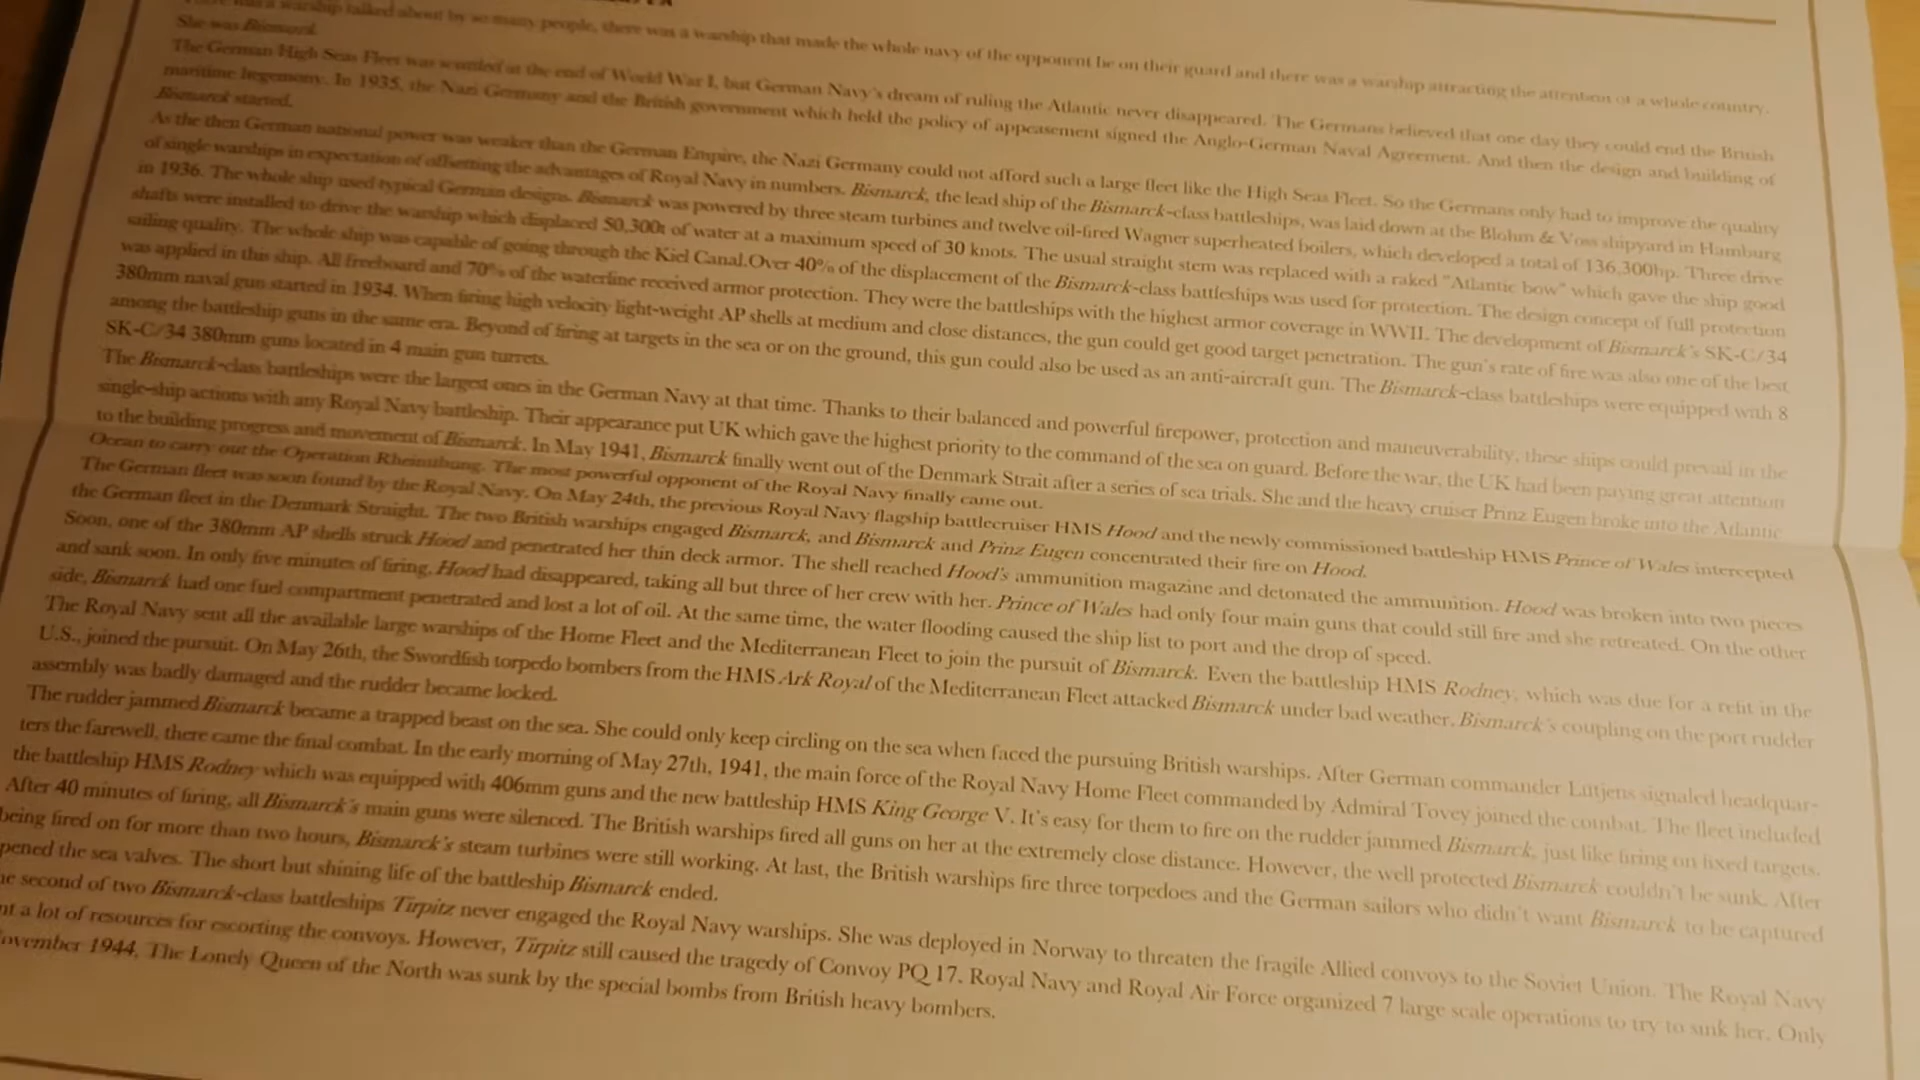 was a warship talked about by so many people, there was a warship that made the whole navy of the opponent be on their guard and there was a warship attracting the attention of a whole country.
She was Bismarck.
The German High Seas Fleet was scuttled at the end of World War I, but German Navy's dream of ruling the Atlantic never disappeared. The Germans believed that one day they could end the British
maritime hegemony. In 1935, the Nazi Germany and the British government which held the policy of appeasement signed the Anglo-German Naval Agreement. And then the design and building of
Bismarck started.
As the then German national power was weaker than the German Empire, the Nazi Germany could not afford such a large fleet like the High Seas Fleet. So the Germans only had to improve the quality
of single warships in expectation of offsetting the advantages of Royal Navy in numbers. Bismarck, the lead ship of the Bismarck-class battleships, was laid down at the Blohm & Voss shipyard in Hamburg
in 1936. The whole ship used typical German designs. Bismarck was powered by three steam turbines and twelve oil-fired Wagner superheated boilers, which developed a total of 136,300hp. Three drive
shafts were installed to drive the warship which displaced 50,300t of water at a maximum speed of 30 knots. The usual straight stem was replaced with a raked "Atlantic bow" which gave the ship good
sailing quality. The whole ship was capable of going through the Kiel Canal.Over 40% of the displacement of the Bismarck-class battleships was used for protection. The design concept of full protection
was applied in this ship. All freeboard and 70% of the waterline received armor protection. They were the battleships with the highest armor coverage in WWII. The development of Bismarck's SK-C/34
380mm naval gun started in 1934. When firing high velocity light-weight AP shells at medium and close distances, the gun could get good target penetration. The gun's rate of fire was also one of the best
among the battleship guns in the same era. Beyond of firing at targets in the sea or on the ground, this gun could also be used as an anti-aircraft gun. The Bismarck-class battleships were equipped with 8
SK-C/34 380mm guns located in 4 main gun turrets.
The Bismarck-class battleships were the largest ones in the German Navy at that time. Thanks to their balanced and powerful firepower, protection and maneuverability, these ships could prevail in the
single-ship actions with any Royal Navy battleship. Their appearance put UK which gave the highest priority to the command of the sea on guard. Before the war, the UK had been paying great attention
to the building progress and movement of Bismarck. In May 1941, Bismarck finally went out of the Denmark Strait after a series of sea trials. She and the heavy cruiser Prinz Eugen broke into the Atlantic
Ocean to carry out the Operation Rheinübung. The most powerful opponent of the Royal Navy finally came out.
The German fleet was soon found by the Royal Navy. On May 24th, the previous Royal Navy flagship battlecruiser HMS Hood and the newly commissioned battleship HMS Prince of Wales intercepted
the German fleet in the Denmark Straight. The two British warships engaged Bismarck, and Bismarck and Prinz Eugen concentrated their fire on Hood.
Soon, one of the 380mm AP shells struck Hood and penetrated her thin deck armor. The shell reached Hood's ammunition magazine and detonated the ammunition. Hood was broken into two pieces
and sank soon. In only five minutes of firing, Hood had disappeared, taking all but three of her crew with her. Prince of Wales had only four main guns that could still fire and she retreated. On the other
side, Bismarck had one fuel compartment penetrated and lost a lot of oil. At the same time, the water flooding caused the ship list to port and the drop of speed.
The Royal Navy sent all the available large warships of the Home Fleet and the Mediterranean Fleet to join the pursuit of Bismarck. Even the battleship HMS Rodney, which was due for a refit in the
U.S., joined the pursuit. On May 26th, the Swordfish torpedo bombers from the HMS Ark Royal of the Mediterranean Fleet attacked Bismarck under bad weather. Bismarck's coupling on the port rudder
assembly was badly damaged and the rudder became locked.
The rudder jammed Bismarck became a trapped beast on the sea. She could only keep circling on the sea when faced the pursuing British warships. After German commander Lütjens signaled headquar-
ters the farewell, there came the final combat. In the early morning of May 27th, 1941, the main force of the Royal Navy Home Fleet commanded by Admiral Tovey joined the combat. The fleet included
the battleship HMS Rodney which was equipped with 406mm guns and the new battleship HMS King George V. It's easy for them to fire on the rudder jammed Bismarck, just like firing on fixed targets.
After 40 minutes of firing, all Bismarck's main guns were silenced. The British warships fired all guns on her at the extremely close distance. However, the well protected Bismarck couldn't be sunk. After
being fired on for more than two hours, Bismarck's steam turbines were still working. At last, the British warships fire three torpedoes and the German sailors who didn't want Bismarck to be captured
pened the sea valves. The short but shining life of the battleship Bismarck ended.
he second of two Bismarck-class battleships Tirpitz never engaged the Royal Navy warships. She was deployed in Norway to threaten the fragile Allied convoys to the Soviet Union. The Royal Navy
nt a lot of resources for escorting the convoys. However, Tirpitz still caused the tragedy of Convoy PQ 17. Royal Navy and Royal Air Force organized 7 large scale operations to try to sink her. Only
ovember 1944, The Lonely Queen of the North was sunk by the special bombs from British heavy bombers.